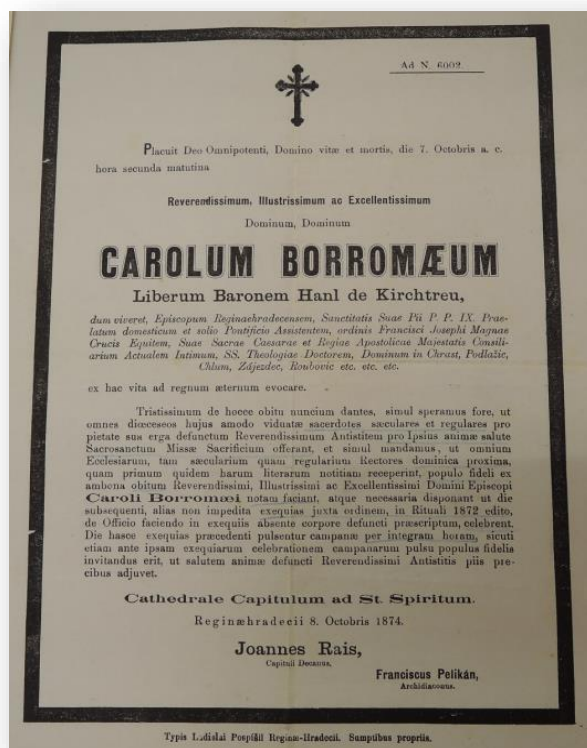 Ad N. 6002.
Placuit Deo Omnipotenti, Domino vitæ et mortis, die 7. Octobris a. c.
hora secunda matutina
Reverendissimum, Illustrissimum ac Excellentissimum
Dominum, Dominum
CAROLUM BORROMÆUM
Liberum Baronem Hanl de Kirchtreu,
dum viveret, Episcopum Reginaehradecensem, Sanctitatis Suae Pii P. P. IX. Prae-
latum domesticum et solio Pontificio Assistentem, ordinis Francisci Josephi Magnae
Crucis Equitem, Suae Sacrae Caesarae et Regiae Apostolicae Majestatis Consili-
arium Actualem Intimum, SS. Theologiae Doctorem, Dominum in Chrast, Podlažic,
Chlum, Zájezdec, Roubovic etc. etc. etc.
ex hac vita ad regnum æternum evocare.
Tristissimum de hocce obitu nuncium dantes, simul speramus fore, ut
omnes diœceseos hujus amodo viduatæ sacerdotes sæculares et regulares pro
pietate sua erga defunctum Reverendissimum Antistitem pro Ipsius animæ salute
Sacrosanctum Missæ Sacrificium offerant, et simul mandamus, ut omnium
Ecclesiarum, tam sæcularium quam regularium Rectores dominica proxima,
quam primum quidem harum literarum notitiam receperint, populo fideli ex
ambona obitum Reverendissimi, Illustrissimi ac Excellentissimi Domini Episcopi
Caroli Borromæi notam faciant, atque necessaria disponant ut die
subsequenti, alias non impedita exequias juxta ordinem, in Rituali 1872 edito,
de Officio faciendo in exequiis absente corpore defuncti præscriptum, celebrent.
Die hasce exequias præcedenti pulsentur campanæ per integram horam, sicuti
etiam ante ipsam exequiarum celebrationem campanarum pulsu populus fidelis
invitandus erit, ut salutem animæ defuncti Reverendissimi Antistitis piis pre-
cibus adjuvet.
Cathedrale Capitulum ad St. Spiritum.
Reginæhradecii 8. Octobris 1874.
Joannes Rais,
Capituli Decanus.
Franciscus Pelikán,
Archidiaconus.
Typis Ladislai Pospíšil Reginæ-Hradecii. Sumptibus propriis.